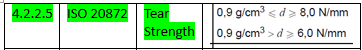 4.2.2.5 ISO 20872 Tear Strength 0,9 g/cm³ ⩽ d ⩾ 8,0 N/mm
0,9 g/cm³ > d ⩾ 6,0 N/mm